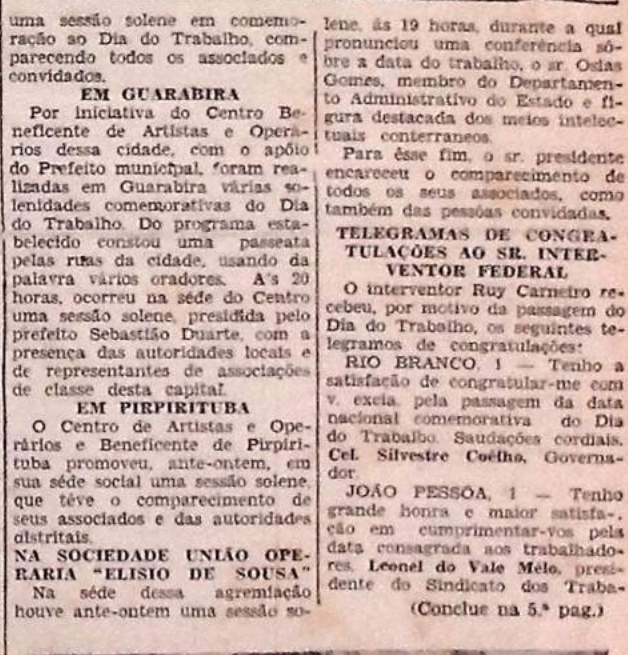 uma sessão solene em comemo-
ração ao Dia do Trabalho, com-
parecendo todos os associados e
convidados.
EM GUARABIRA
Por iniciativa do Centro Be-
neficente de Artistas e Operá-
rios dessa cidade, com o apôio
do Prefeito municipal, foram rea-
lizadas em Guarabira várias so-
lenidades comemorativas do Dia
do Trabalho. Do programa esta-
belecido constou uma passeata
pelas ruas da cidade, usando da
palavra vários oradores. A's 20
horas, ocorreu na séde do Centro
uma sessão solene, presidida pelo
prefeito Sebastião Duarte, com a
presença das autoridades locais e
de representantes de associações
de classe desta capital.
EM PIRPIRITUBA
O Centro de Artistas e Ope-
rários e Beneficente de Pirpiri-
tuba promoveu, ante-ontem, em
sua séde social uma sessão solene,
que têve o comparecimento de
seus associados e das autoridades
distritais.
NA SOCIEDADE UNIÃO OPE-
RARIA "ELISIO DE SOUSA"
Na séde dessa agremiação
houve ante-ontem uma sessão so-
lene, ás 19 horas, durante a qual
pronunciou uma conferência sô-
bre a data do trabalho, o sr. Osias
Gomes, membro do Departamen-
to Administrativo do Estado e fi-
gura destacada dos meios intelec-
tuais conterraneos.
Para êsse fim, o sr. presidente
encareceu o comparecimento de
todos os seus associados, como
também das pessôas convidadas.
TELEGRAMAS DE CONGRA-
TULAÇÕES AO SR. INTER-
VENTOR FEDERAL
O interventor Ruy Carneiro re-
cebeu, por motivo da passagem do
Dia do Trabalho, os seguintes te-
legramos de congratulações:
RIO BRANCO, 1 — Tenho a
satisfação de congratular-me com
v. excia. pela passagem da data
nacional comemorativa do Dia
do Trabalho. Saudações cordiais.
Cel. Silvestre Coêlho, Governa-
dor.
JOÃO PESSÔA, 1 — Tenho
grande honra e maior satisfa-
ção em cumprimentar-vos pela
data consagrada aos trabalhado-
res. Leonel do Vale Mélo, presi-
dente do Sindicato dos Traba-
(Conclue na 5.ª pag.)